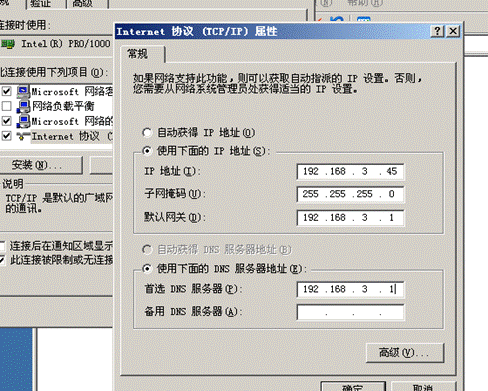 验证
高级
帮助(H)
连接时使用:
Intel(R) PRO/1000
此连接使用下列项目(O):
Microsoft 网络客
网络负载平衡
Microsoft 网络的
Internet 协议 (
安装(N)...
说明
TCP/IP 是默认的广域网
的通讯。
连接后在通知区域显示
此连接被限制或无连接
Internet 协议 (TCP/IP) 属性
常规
如果网络支持此功能,则可以获取自动指派的 IP 设置。否则,
您需要从网络系统管理员处获得适当的 IP 设置。
自动获得 IP 地址(O)
使用下面的 IP 地址(S):
IP 地址(I): 192 .168 . 3 . 45
子网掩码(U): 255 .255 .255 . 0
默认网关(D): 192 .168 . 3 . 1
自动获得 DNS 服务器地址(B)
使用下面的 DNS 服务器地址(E):
首选 DNS 服务器(P): 192 .168 . 3 . 1
备用 DNS 服务器(A): . . .
高级(V)...
确定
取消